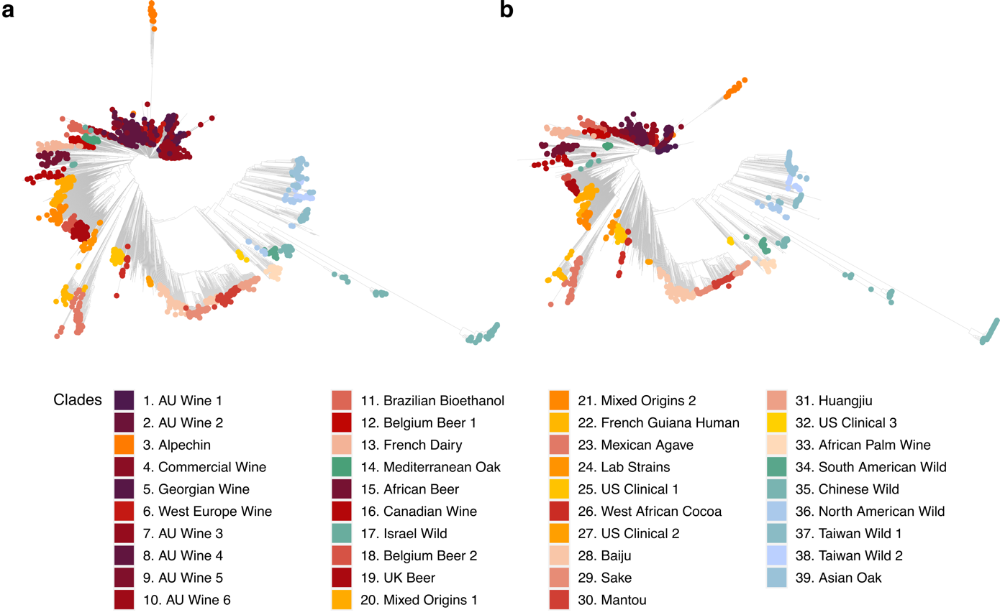 a
b
Clades
1. AU Wine 1
2. AU Wine 2
3. Alpechin
4. Commercial Wine
5. Georgian Wine
6. West Europe Wine
7. AU Wine 3
8. AU Wine 4
9. AU Wine 5
10. AU Wine 6
11. Brazilian Bioethanol
12. Belgium Beer 1
13. French Dairy
14. Mediterranean Oak
15. African Beer
16. Canadian Wine
17. Israel Wild
18. Belgium Beer 2
19. UK Beer
20. Mixed Origins 1
21. Mixed Origins 2
22. French Guiana Human
23. Mexican Agave
24. Lab Strains
25. US Clinical 1
26. West African Cocoa
27. US Clinical 2
28. Baiju
29. Sake
30. Mantou
31. Huangjiu
32. US Clinical 3
33. African Palm Wine
34. South American Wild
35. Chinese Wild
36. North American Wild
37. Taiwan Wild 1
38. Taiwan Wild 2
39. Asian Oak